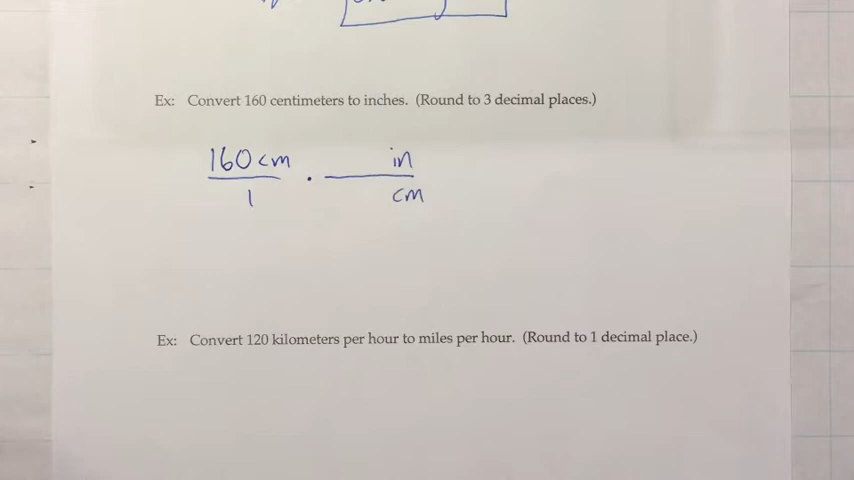 Ex: Convert 160 centimeters to inches. (Round to 3 decimal places.)
160 cm in
1 · cm
Ex: Convert 120 kilometers per hour to miles per hour. (Round to 1 decimal place.)